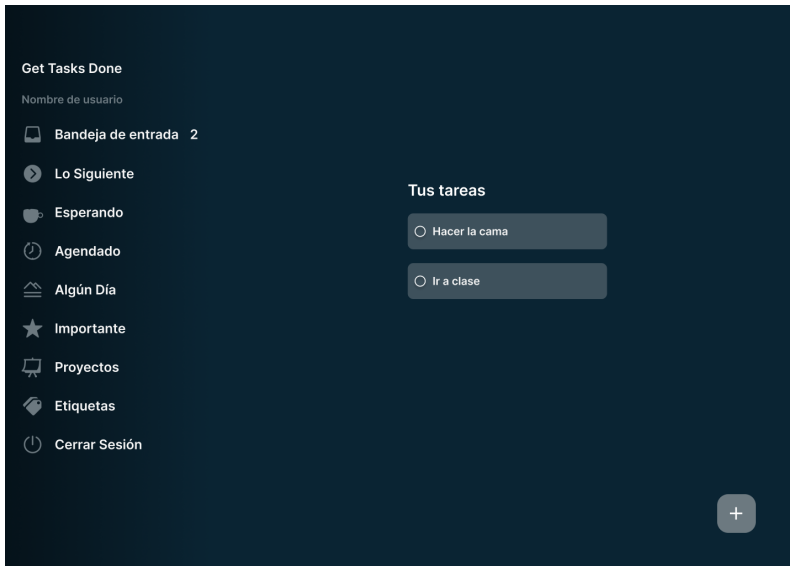 Get Tasks Done
Nombre de usuario
Bandeja de entrada 2
Lo Siguiente
Esperando
Agendado
Algún Día
Importante
Proyectos
Etiquetas
Cerrar Sesión
Tus tareas
Hacer la cama
Ir a clase
+